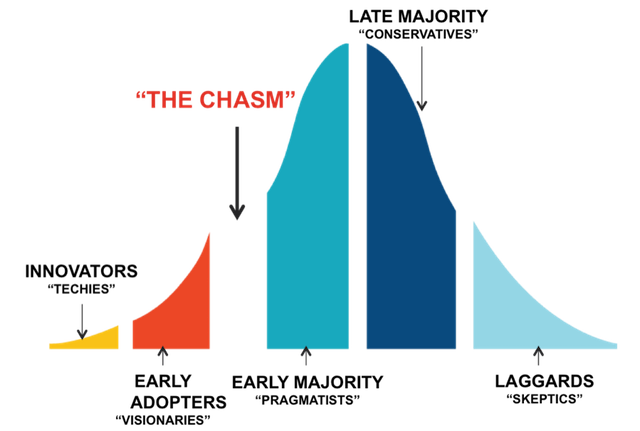 LATE MAJORITY
“CONSERVATIVES”
“THE CHASM”
INNOVATORS
“TECHIES”
EARLY
ADOPTERS
“VISIONARIES”
EARLY MAJORITY
“PRAGMATISTS”
LAGGARDS
“SKEPTICS”